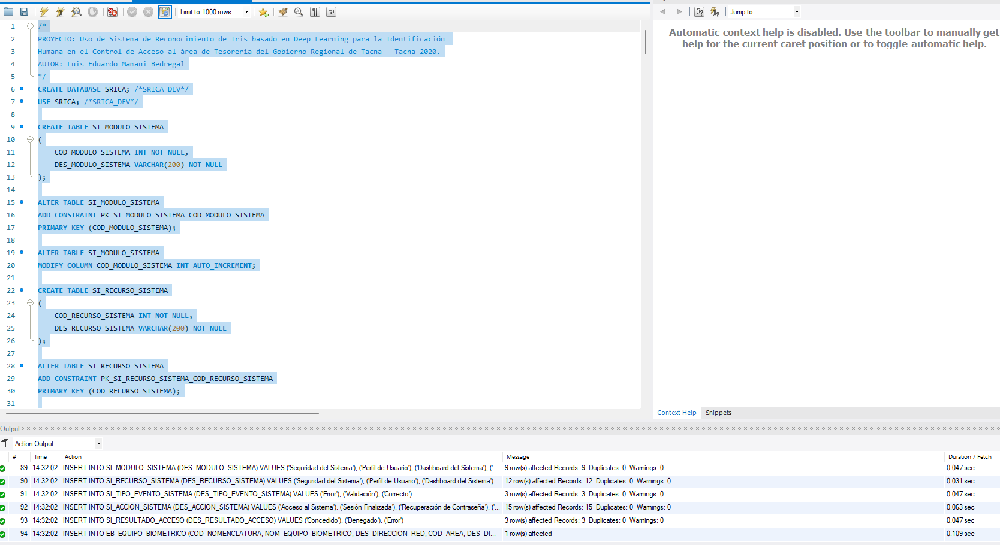 Limit to 1000 rows
Jump to
1 /*
2 PROYECTO: Uso de Sistema de Reconocimiento de Iris basado en Deep Learning para la Identificación
3 Humana en el Control de Acceso al área de Tesorería del Gobierno Regional de Tacna - Tacna 2020.
4 AUTOR: Luis Eduardo Mamani Bedregal
5 */
6 CREATE DATABASE SRICA; /*SRICA_DEV*/
7 USE SRICA; /*SRICA_DEV*/
8
9 CREATE TABLE SI_MODULO_SISTEMA
10 (
11 COD_MODULO_SISTEMA INT NOT NULL,
12 DES_MODULO_SISTEMA VARCHAR(200) NOT NULL
13 );
14
15 ALTER TABLE SI_MODULO_SISTEMA
16 ADD CONSTRAINT PK_SI_MODULO_SISTEMA_COD_MODULO_SISTEMA
17 PRIMARY KEY (COD_MODULO_SISTEMA);
18
19 ALTER TABLE SI_MODULO_SISTEMA
20 MODIFY COLUMN COD_MODULO_SISTEMA INT AUTO_INCREMENT;
21
22 CREATE TABLE SI_RECURSO_SISTEMA
23 (
24 COD_RECURSO_SISTEMA INT NOT NULL,
25 DES_RECURSO_SISTEMA VARCHAR(200) NOT NULL
26 );
27
28 ALTER TABLE SI_RECURSO_SISTEMA
29 ADD CONSTRAINT PK_SI_RECURSO_SISTEMA_COD_RECURSO_SISTEMA
30 PRIMARY KEY (COD_RECURSO_SISTEMA);
31
Automatic context help is disabled. Use the toolbar to manually get
help for the current caret position or to toggle automatic help.
Context Help Snippets
Output
Action Output
# Time Action Message Duration / Fetch
89 14:32:02 INSERT INTO SI_MODULO_SISTEMA (DES_MODULO_SISTEMA) VALUES ('Seguridad del Sistema'), ('Perfil de Usuario'), ('Dashboard del Sistema'), ('... 9 row(s) affected Records: 9 Duplicates: 0 Warnings: 0 0.047 sec
90 14:32:02 INSERT INTO SI_RECURSO_SISTEMA (DES_RECURSO_SISTEMA) VALUES ('Seguridad del Sistema'), ('Perfil de Usuario'), ('Dashboard del Sistema')... 12 row(s) affected Records: 12 Duplicates: 0 Warnings: 0 0.031 sec
91 14:32:02 INSERT INTO SI_TIPO_EVENTO_SISTEMA (DES_TIPO_EVENTO_SISTEMA) VALUES ('Error'), ('Validación'), ('Correcto') 3 row(s) affected Records: 3 Duplicates: 0 Warnings: 0 0.047 sec
92 14:32:02 INSERT INTO SI_ACCION_SISTEMA (DES_ACCION_SISTEMA) VALUES ('Acceso al Sistema'), ('Sesión Finalizada'), ('Recuperación de Contraseña'), ('... 15 row(s) affected Records: 15 Duplicates: 0 Warnings: 0 0.063 sec
93 14:32:02 INSERT INTO SI_RESULTADO_ACCESO (DES_RESULTADO_ACCESO) VALUES ('Concedido'), ('Denegado'), ('Error') 3 row(s) affected Records: 3 Duplicates: 0 Warnings: 0 0.047 sec
94 14:32:02 INSERT INTO EB_EQUIPO_BIOMETRICO (COD_NOMENCLATURA, NOM_EQUIPO_BIOMETRICO, DES_DIRECCION_RED, COD_AREA, DES_DI... 1 row(s) affected 0.109 sec